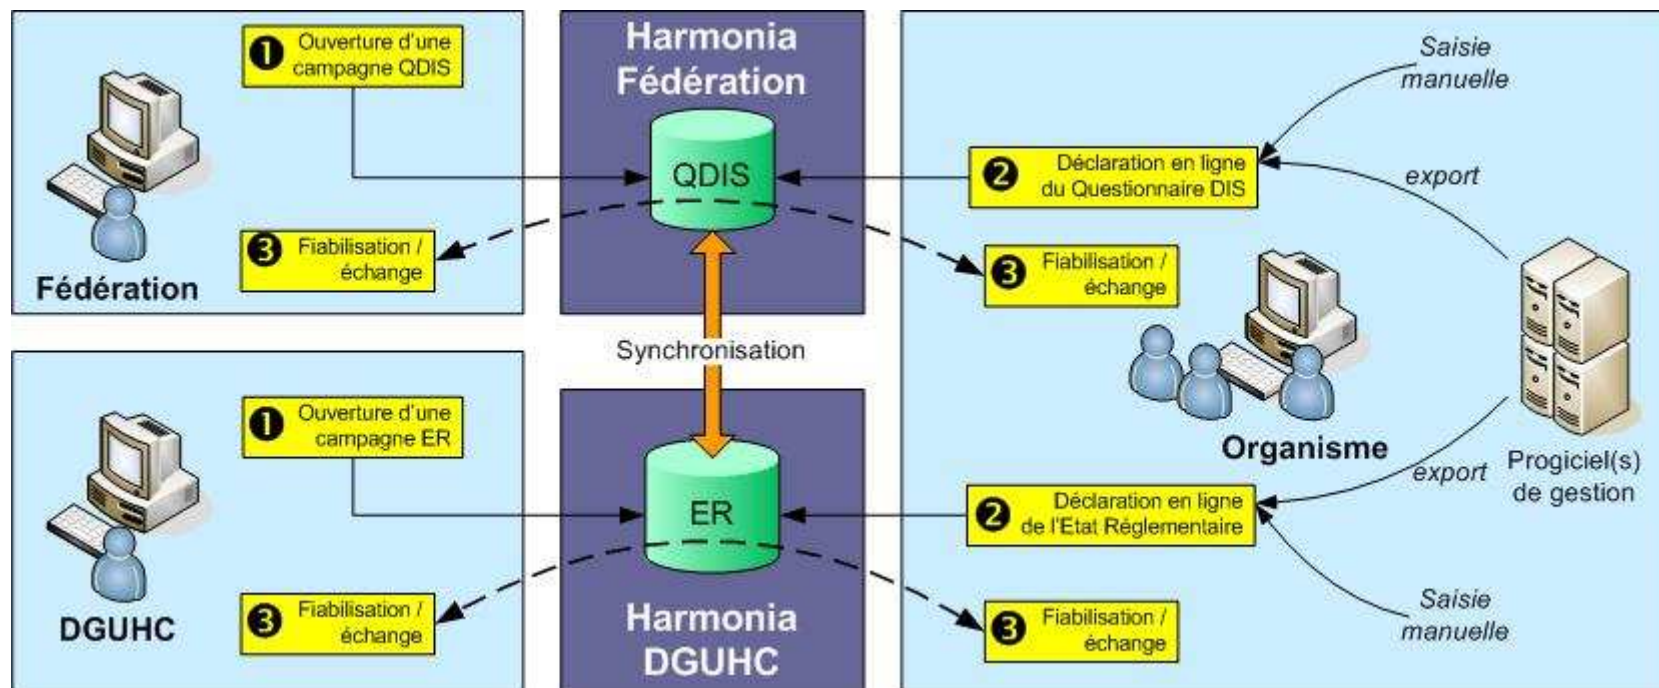 ❶ Ouverture d'une
campagne QDIS
❸ Fiabilisation /
échange
Fédération
Harmonia
Fédération
QDIS
Synchronisation
❶ Ouverture d'une
campagne ER
❸ Fiabilisation /
échange
DGUHC
ER
Harmonia
DGUHC
Saisie
manuelle
❷ Déclaration en ligne
du Questionnaire DIS
export
❸ Fiabilisation /
échange
Organisme
Progiciel(s)
de gestion
export
❷ Déclaration en ligne
de l'Etat Réglementaire
Saisie
manuelle
❸ Fiabilisation /
échange